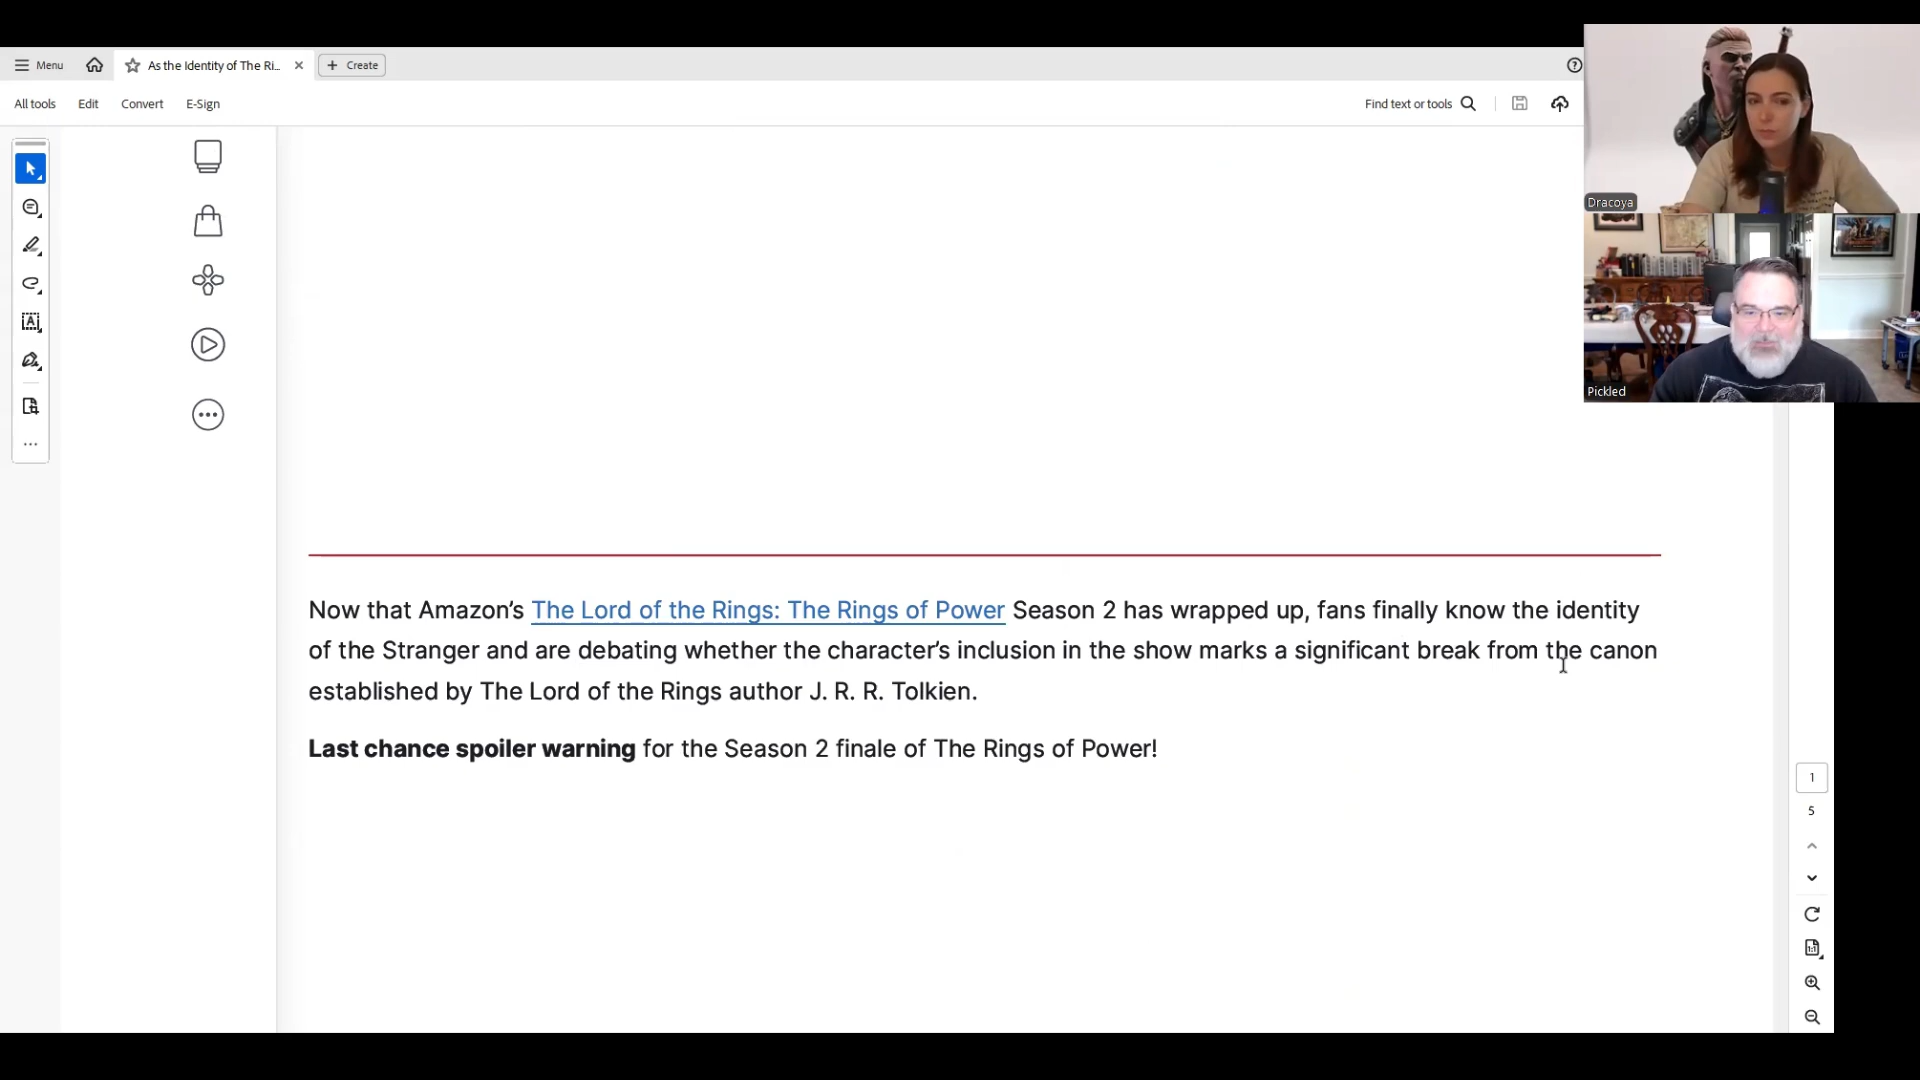 Menu
As the Identity of The Ri...
Create
All tools
Edit
Convert
E-Sign
Find text or tools
Dracoya
Pickled
Now that Amazon’s The Lord of the Rings: The Rings of Power Season 2 has wrapped up, fans finally know the identity
of the Stranger and are debating whether the character’s inclusion in the show marks a significant break from the canon
established by The Lord of the Rings author J. R. R. Tolkien.
Last chance spoiler warning for the Season 2 finale of The Rings of Power!
1
5